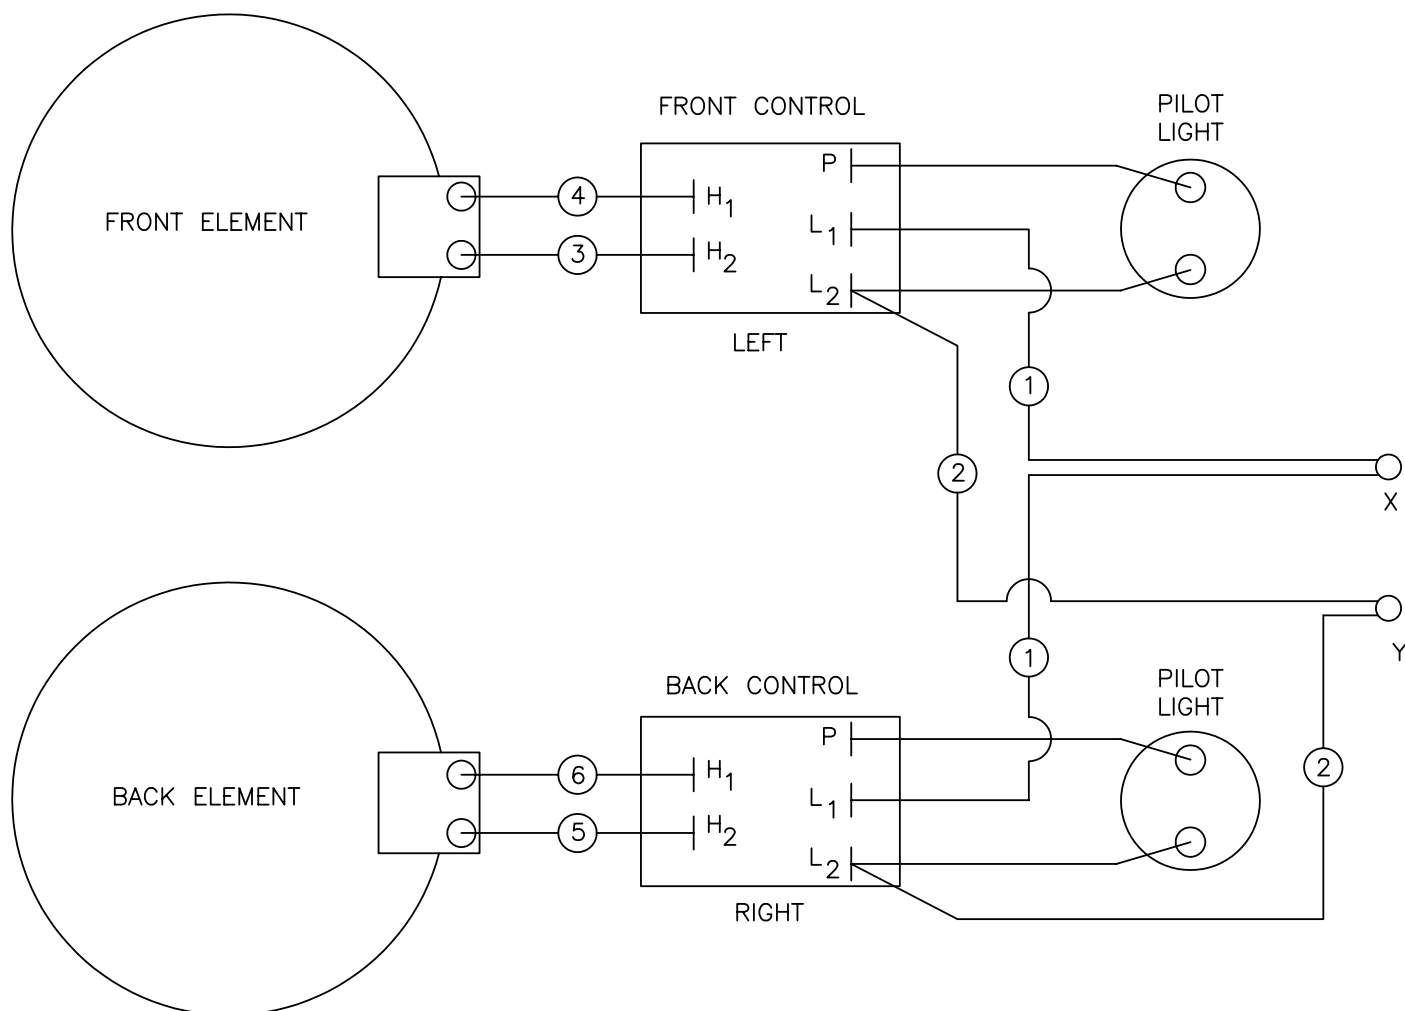 FRONT CONTROL
PILOT
LIGHT
P
4
H1
FRONT ELEMENT
L1
3
H2
L2
LEFT
1
2
X
1
Y
BACK CONTROL
PILOT
LIGHT
P
6
H1
2
BACK ELEMENT
L1
5
H2
L2
RIGHT